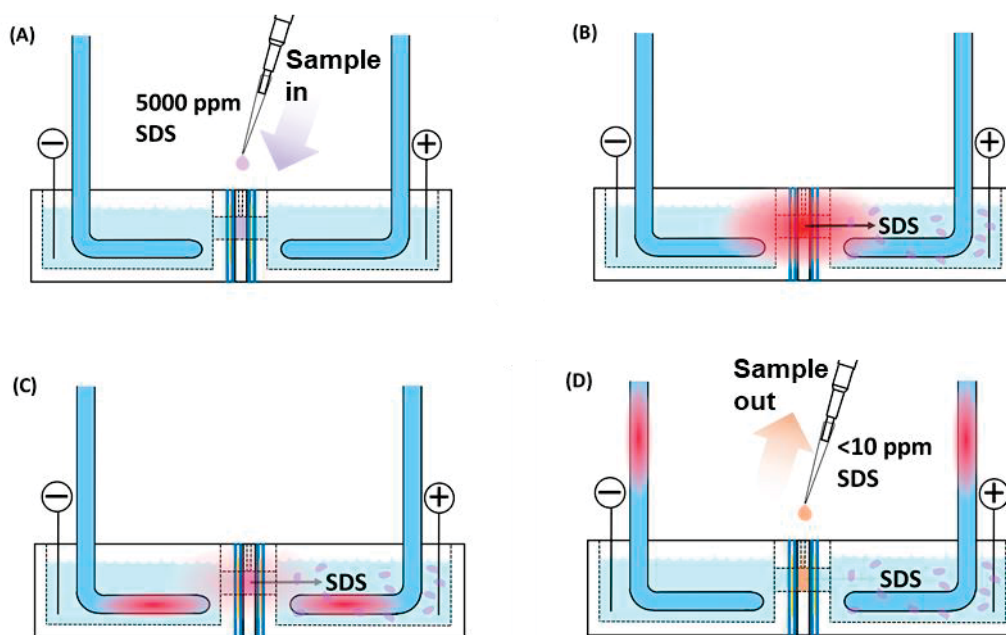 (A)
Sample
in
5000 ppm
SDS
−
+
(B)
−
+
SDS
(C)
−
+
SDS
(D)
Sample
out
<10 ppm
SDS
−
+
SDS